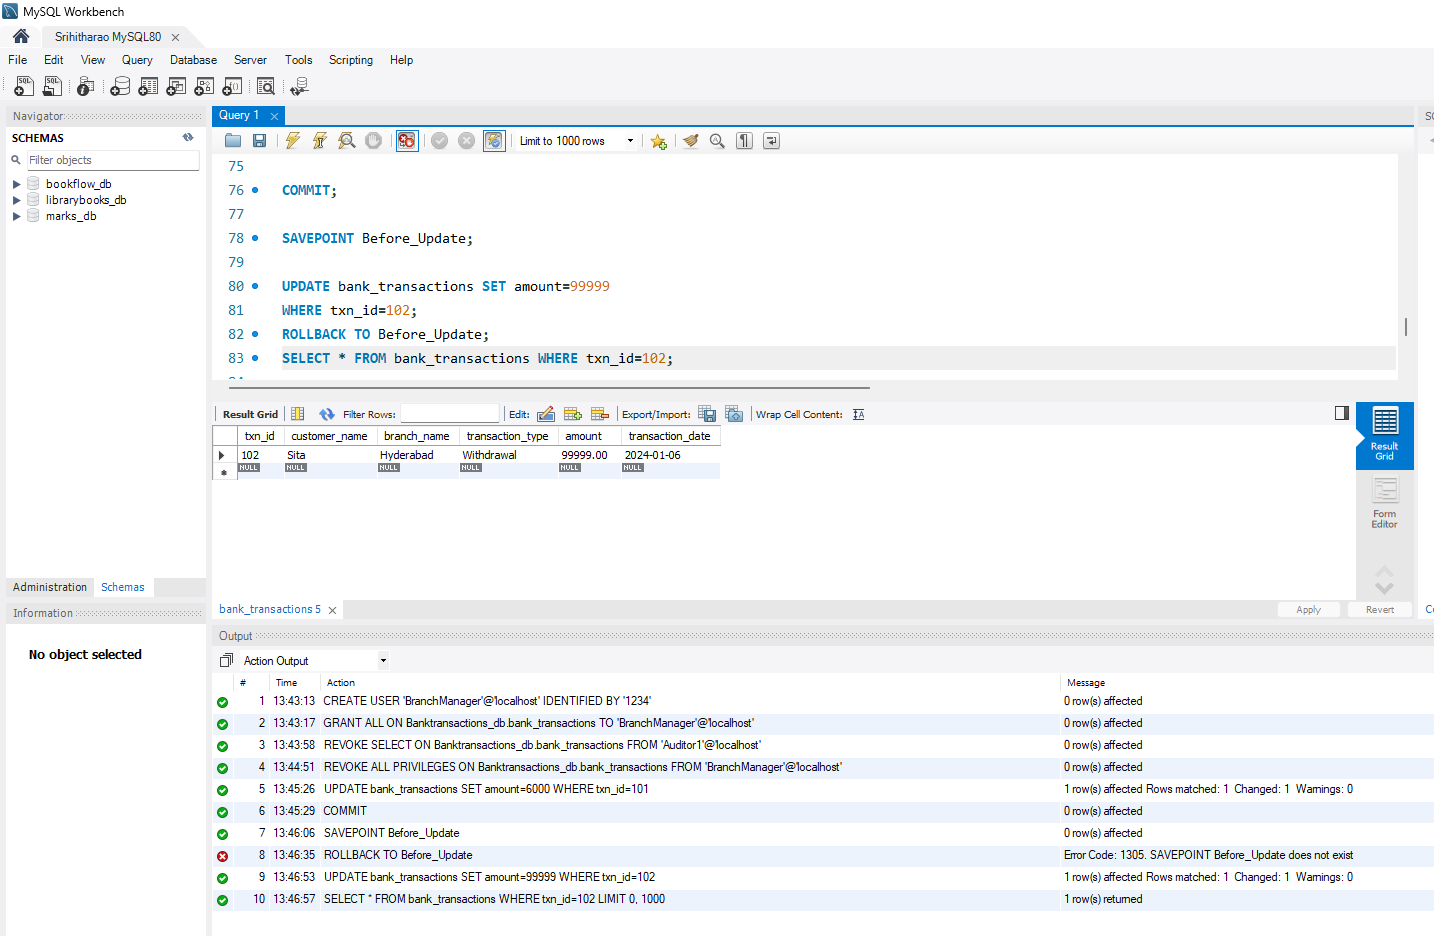 MySQL Workbench
Srihitharao MySQL80
File Edit View Query Database Server Tools Scripting Help
Navigator
SCHEMAS
Filter objects
bookflow_db
librarybooks_db
marks_db
Administration Schemas
Information
No object selected
Query 1
Limit to 1000 rows
75
76 COMMIT;
77
78 SAVEPOINT Before_Update;
79
80 UPDATE bank_transactions SET amount=99999
81 WHERE txn_id=102;
82 ROLLBACK TO Before_Update;
83 SELECT * FROM bank_transactions WHERE txn_id=102;
Result Grid Filter Rows: Edit: Export/Import: Wrap Cell Content:
txn_id customer_name branch_name transaction_type amount transaction_date
102 Sita Hyderabad Withdrawal 99999.00 2024-01-06
NULL NULL NULL NULL NULL NULL
Result
Grid
Form
Editor
bank_transactions 5
Apply Revert
Output
Action Output
# Time Action Message
1 13:43:13 CREATE USER 'BranchManager'@'localhost' IDENTIFIED BY '1234' 0 row(s) affected
2 13:43:17 GRANT ALL ON Banktransactions_db.bank_transactions TO 'BranchManager'@'localhost' 0 row(s) affected
3 13:43:58 REVOKE SELECT ON Banktransactions_db.bank_transactions FROM 'Auditor1'@'localhost' 0 row(s) affected
4 13:44:51 REVOKE ALL PRIVILEGES ON Banktransactions_db.bank_transactions FROM 'BranchManager'@'localhost' 0 row(s) affected
5 13:45:26 UPDATE bank_transactions SET amount=6000 WHERE txn_id=101 1 row(s) affected Rows matched: 1 Changed: 1 Warnings: 0
6 13:45:29 COMMIT 0 row(s) affected
7 13:46:06 SAVEPOINT Before_Update 0 row(s) affected
8 13:46:35 ROLLBACK TO Before_Update Error Code: 1305. SAVEPOINT Before_Update does not exist
9 13:46:53 UPDATE bank_transactions SET amount=99999 WHERE txn_id=102 1 row(s) affected Rows matched: 1 Changed: 1 Warnings: 0
10 13:46:57 SELECT * FROM bank_transactions WHERE txn_id=102 LIMIT 0, 1000 1 row(s) returned